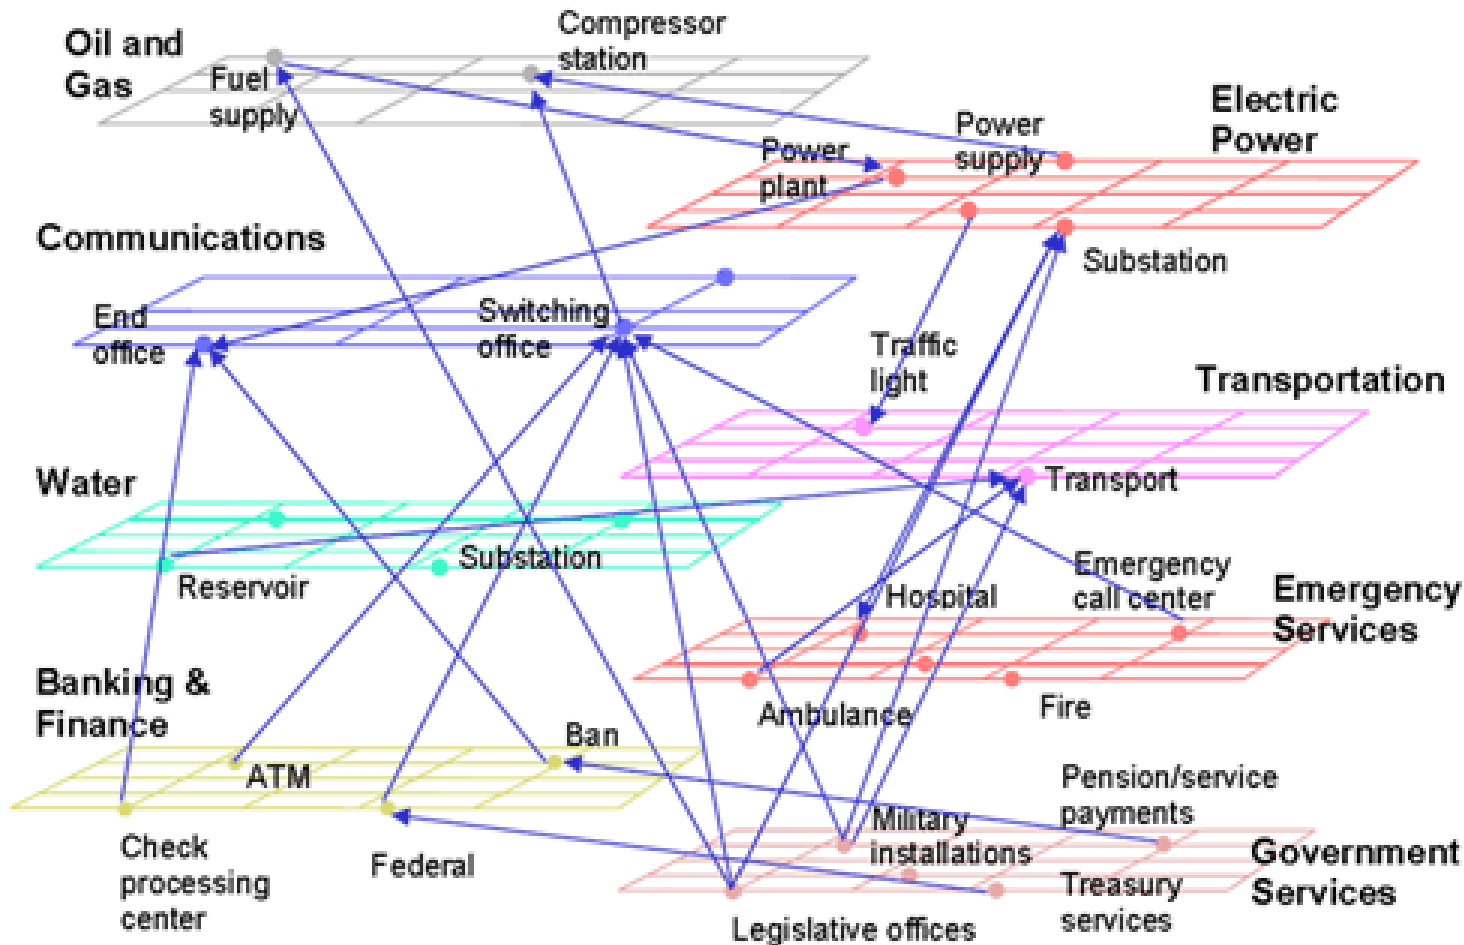 Oil and
Gas
Fuel
supply
Compressor
station
Electric
Power
Power
supply
Power
plant
Substation
Communications
End
office
Switching
office
Traffic
light
Transportation
Transport
Water
Reservoir
Substation
Hospital
Emergency
call center
Emergency
Services
Ambulance
Fire
Banking &
Finance
Ban
ATM
Check
processing
center
Federal
Pension/service
payments
Military
installations
Government
Services
Treasury
services
Legislative offices